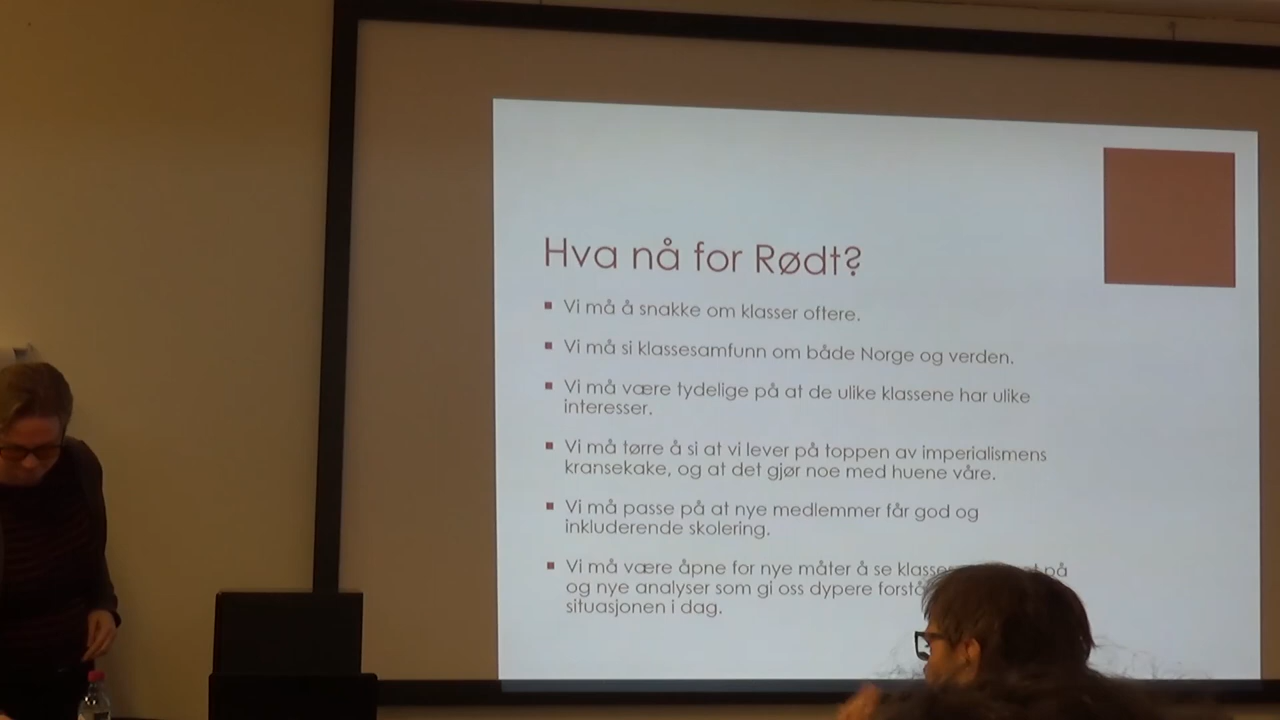 Hva nå for Rødt?
Vi må å snakke om klasser oftere.
Vi må si klassesamfunn om både Norge og verden.
Vi må være tydelige på at de ulike klassene har ulike
interesser.
Vi må tørre å si at vi lever på toppen av imperialismens
kransekake, og at det gjør noe med huene våre.
Vi må passe på at nye medlemmer får god og
inkluderende skolering.
Vi må være åpne for nye måter å se på
og nye analyser som gi oss dypere
situasjonen i dag.